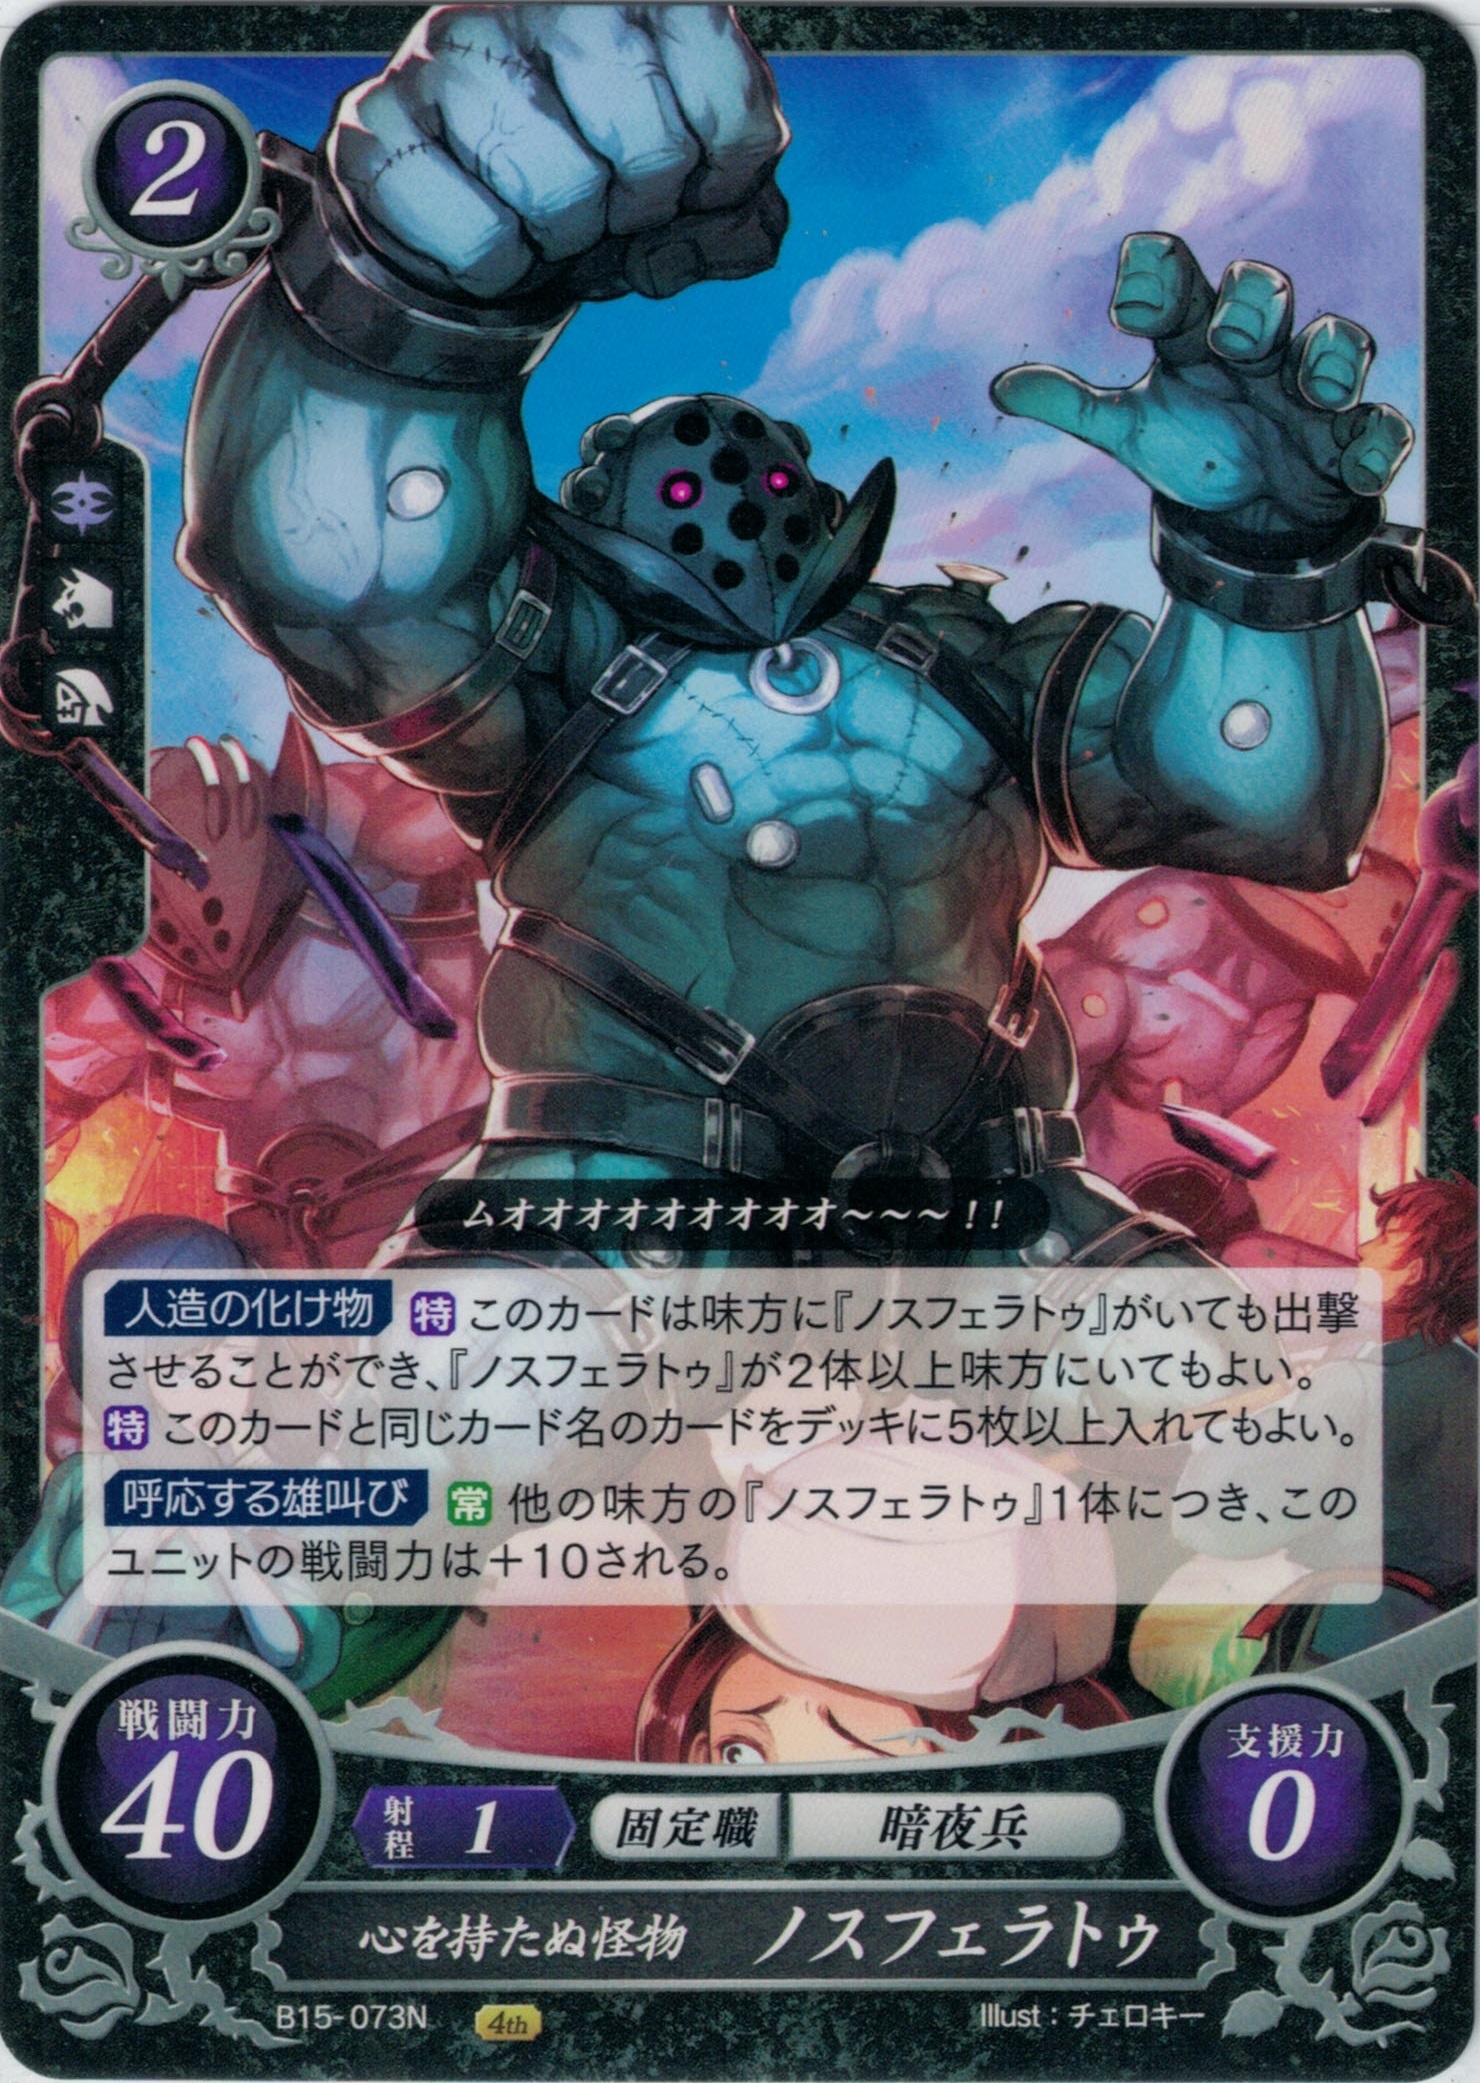 2
ムオオオオオオオオオ～～～!!
人造の化け物 特 このカードは味方に『ノスフェラトゥ』がいても出撃
させることができ、『ノスフェラトゥ』が2体以上味方にいてもよい。
特 このカードと同じカード名のカードをデッキに5枚以上入れてもよい。
呼応する雄叫び 常 他の味方の『ノスフェラトゥ』1体につき、この
ユニットの戦闘力は＋10される。
戦闘力
40
射程 1
固定職 暗夜兵
支援力
0
心を持たぬ怪物 ノスフェラトゥ
B15-073N 4th Illust：チェロキー